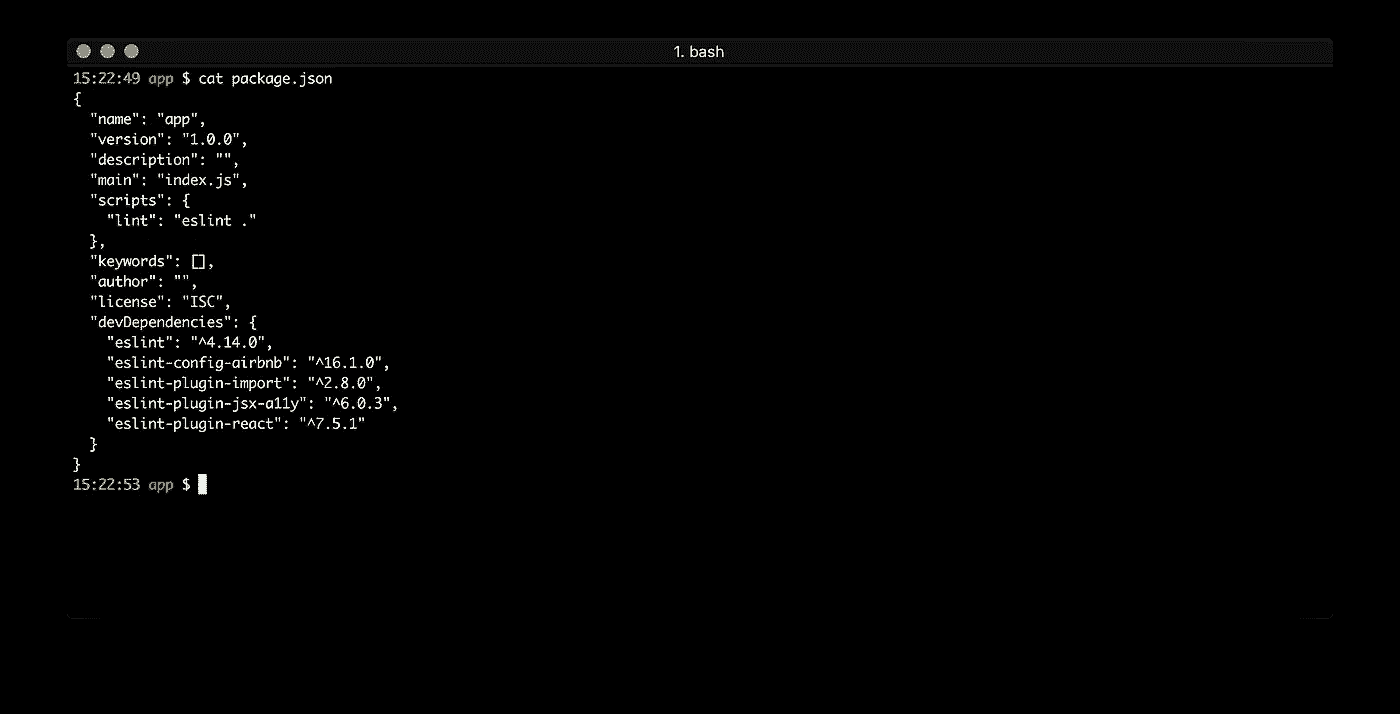 1. bash
15:22:49 app $ cat package.json
{
  "name": "app",
  "version": "1.0.0",
  "description": "",
  "main": "index.js",
  "scripts": {
    "lint": "eslint ."
  },
  "keywords": [],
  "author": "",
  "license": "ISC",
  "devDependencies": {
    "eslint": "^4.14.0",
    "eslint-config-airbnb": "^16.1.0",
    "eslint-plugin-import": "^2.8.0",
    "eslint-plugin-jsx-a11y": "^6.0.3",
    "eslint-plugin-react": "^7.5.1"
  }
}
15:22:53 app $